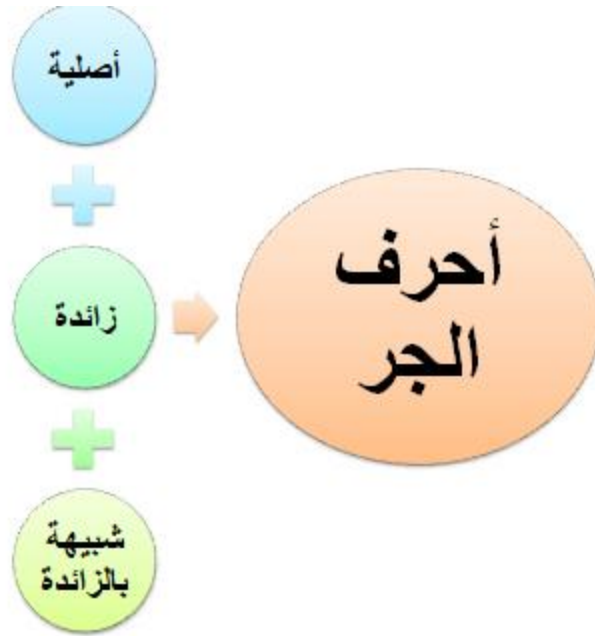 أصلية
زائدة
شبيهة
بالزائدة
أحرف
الجر